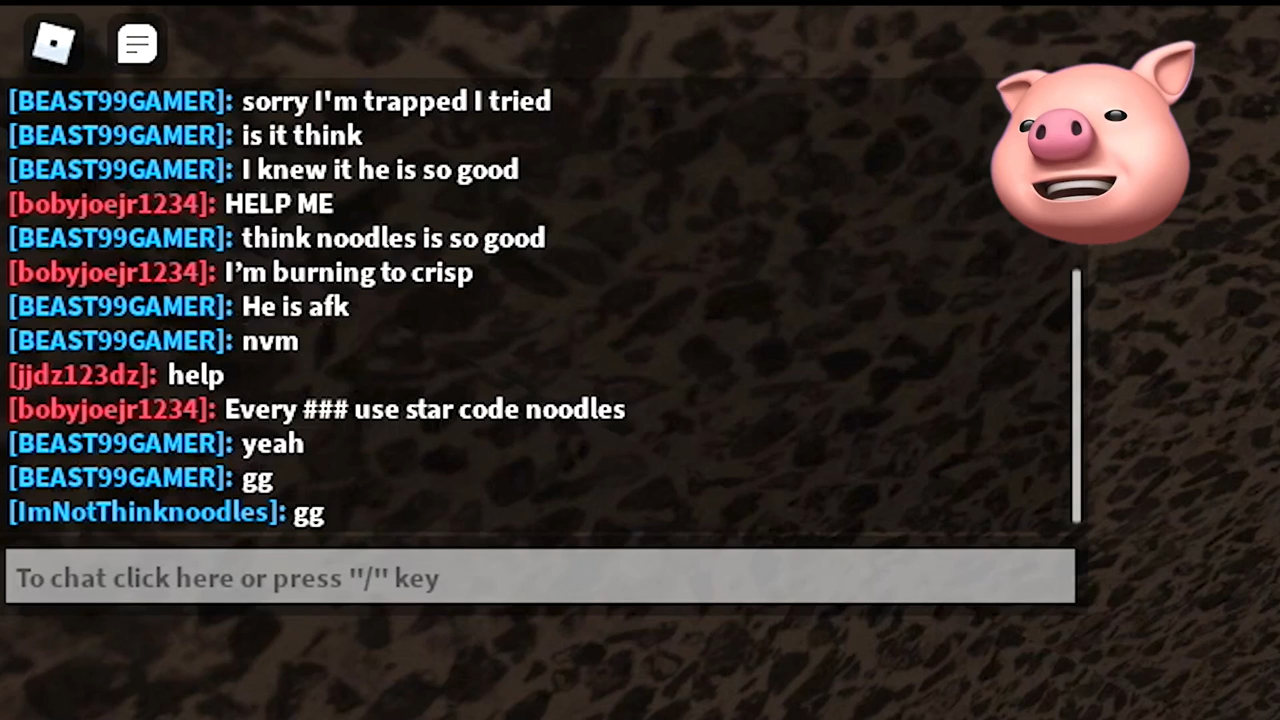 [BEAST99GAMER]: sorry I'm trapped I tried
[BEAST99GAMER]: is it think
[BEAST99GAMER]: I knew it he is so good
[bobyjoejr1234]: HELP ME
[BEAST99GAMER]: think noodles is so good
[bobyjoejr1234]: I’m burning to crisp
[BEAST99GAMER]: He is afk
[BEAST99GAMER]: nvm
[jjdz123dz]: help
[bobyjoejr1234]: Every ### use star code noodles
[BEAST99GAMER]: yeah
[BEAST99GAMER]: gg
[ImNotThinknoodles]: gg
To chat click here or press "/" key